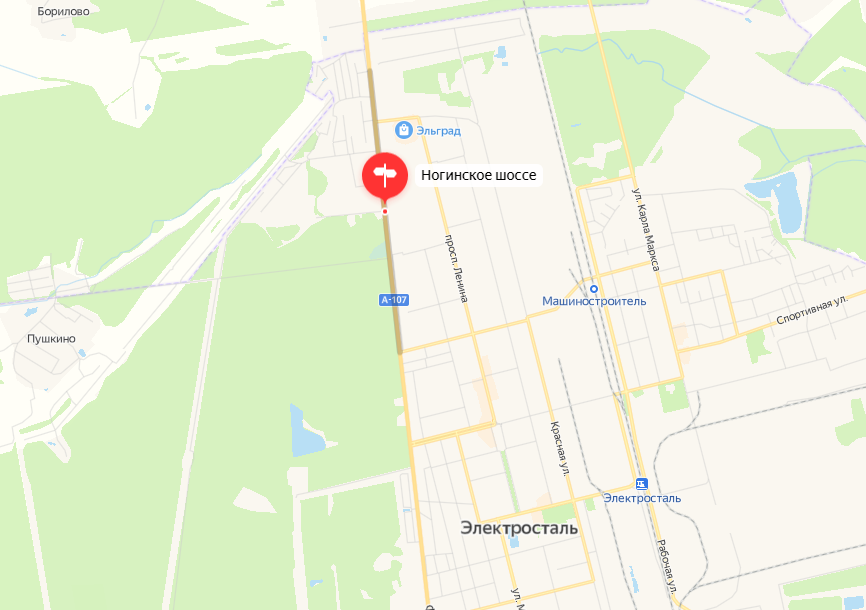 Борилово
Эльград
Ногинское шоссе
ул. Карла Маркса
просп. Ленина
А-107
Машиностроитель
Спортивная ул.
Пушкино
Красная ул.
Электросталь
Электросталь
Рабочая ул.
ул. М